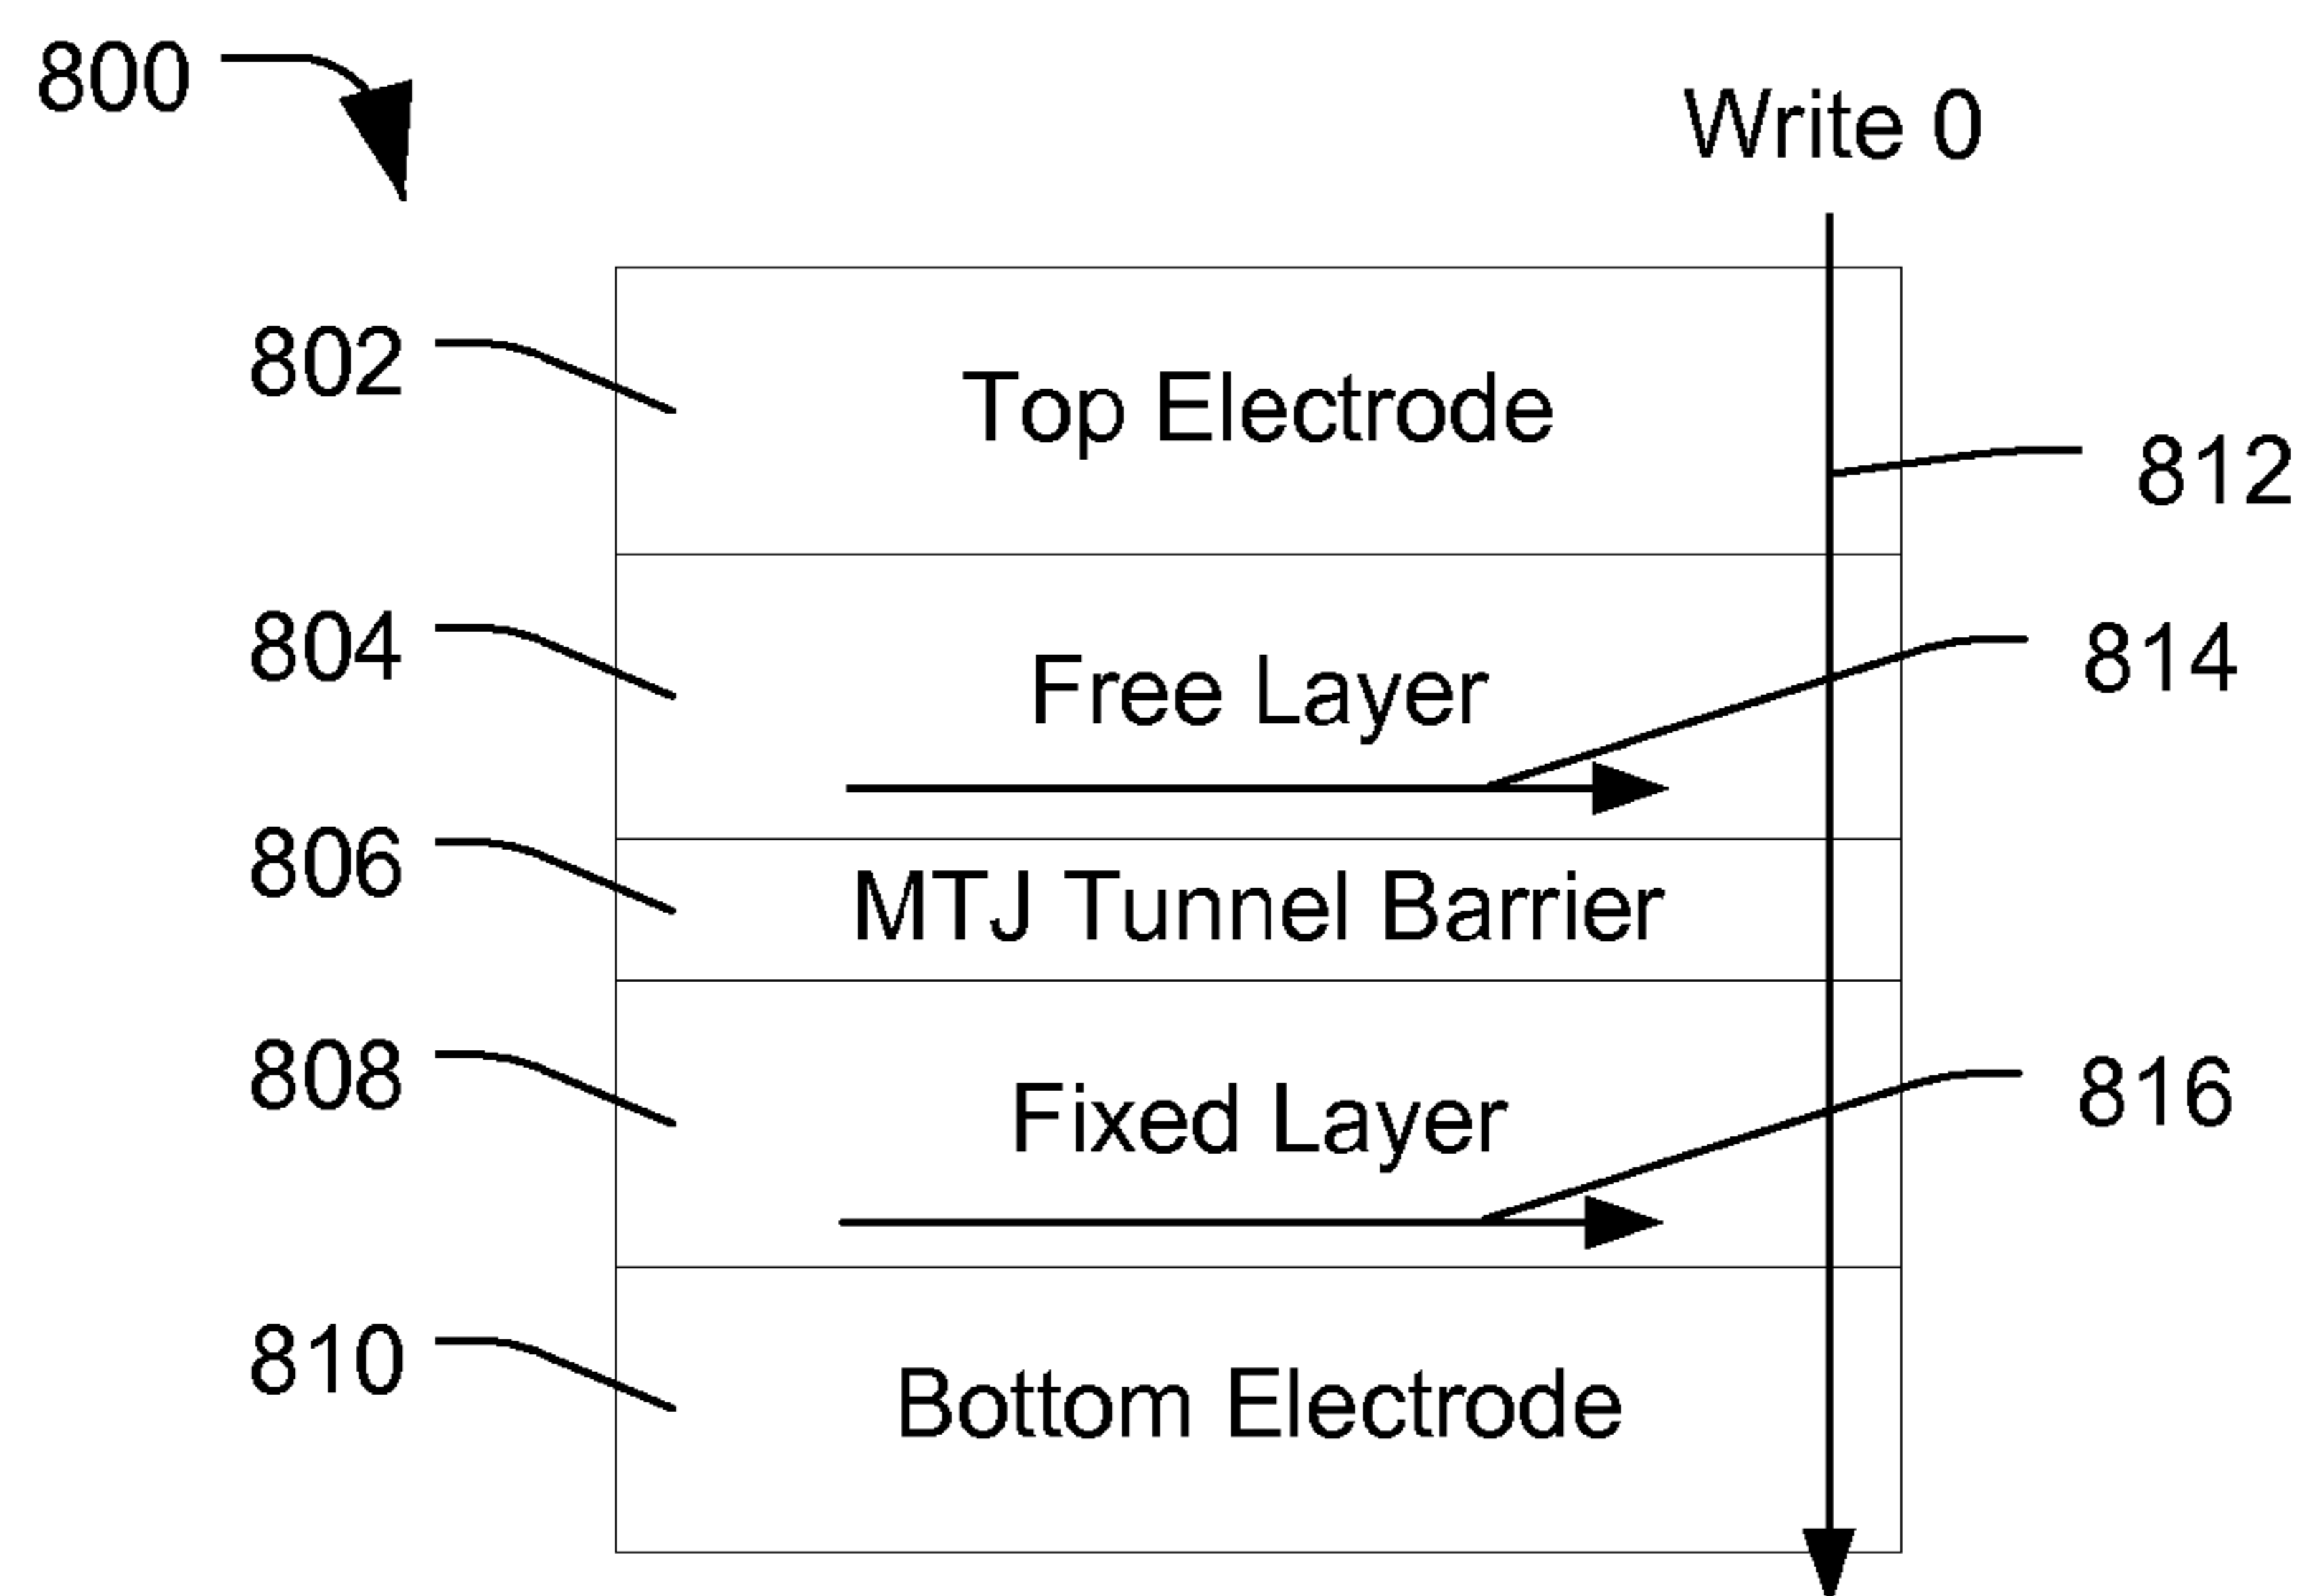 800
Write 0
802
Top Electrode
812
804
Free Layer
814
806
MTJ Tunnel Barrier
808
Fixed Layer
816
810
Bottom Electrode